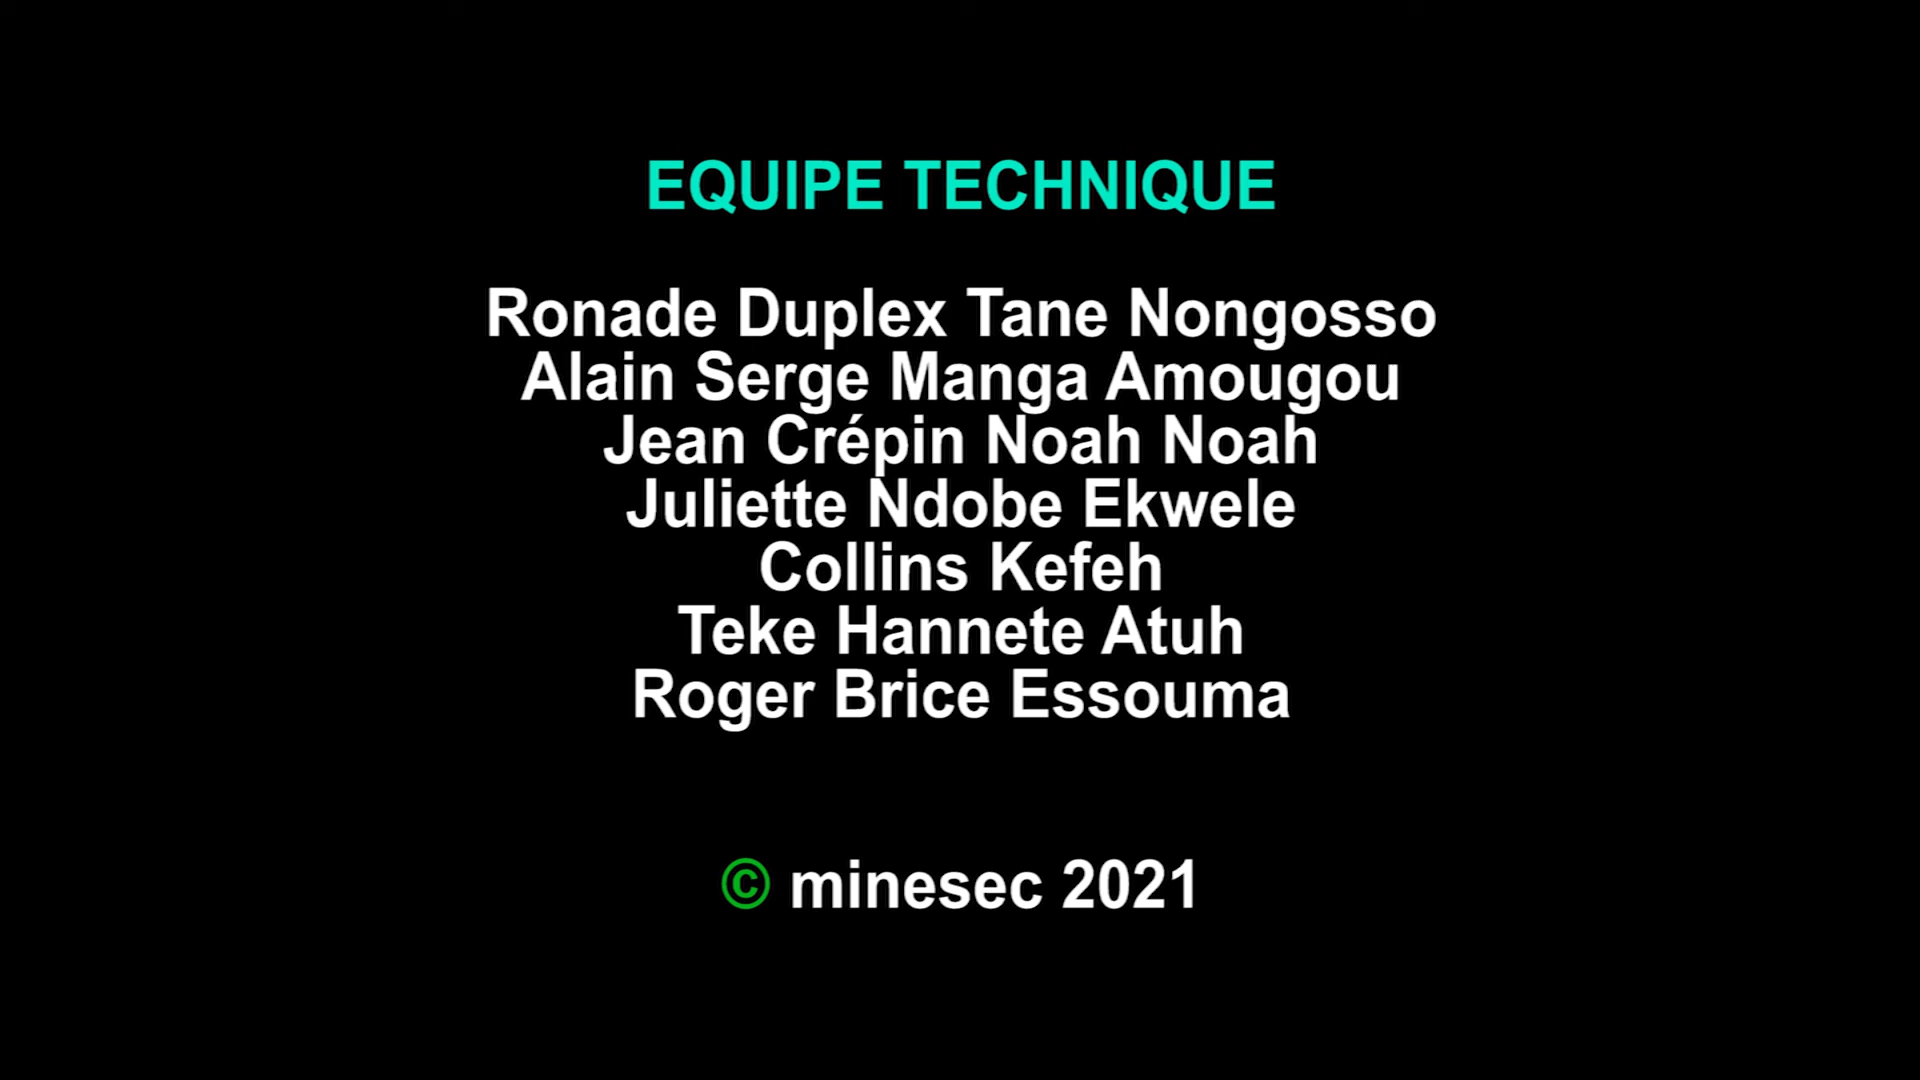 EQUIPE TECHNIQUE
Ronade Duplex Tane Nongosso
Alain Serge Manga Amougou
Jean Crépin Noah Noah
Juliette Ndobe Ekwele
Collins Kefeh
Teke Hannete Atuh
Roger Brice Essouma
© minesec 2021